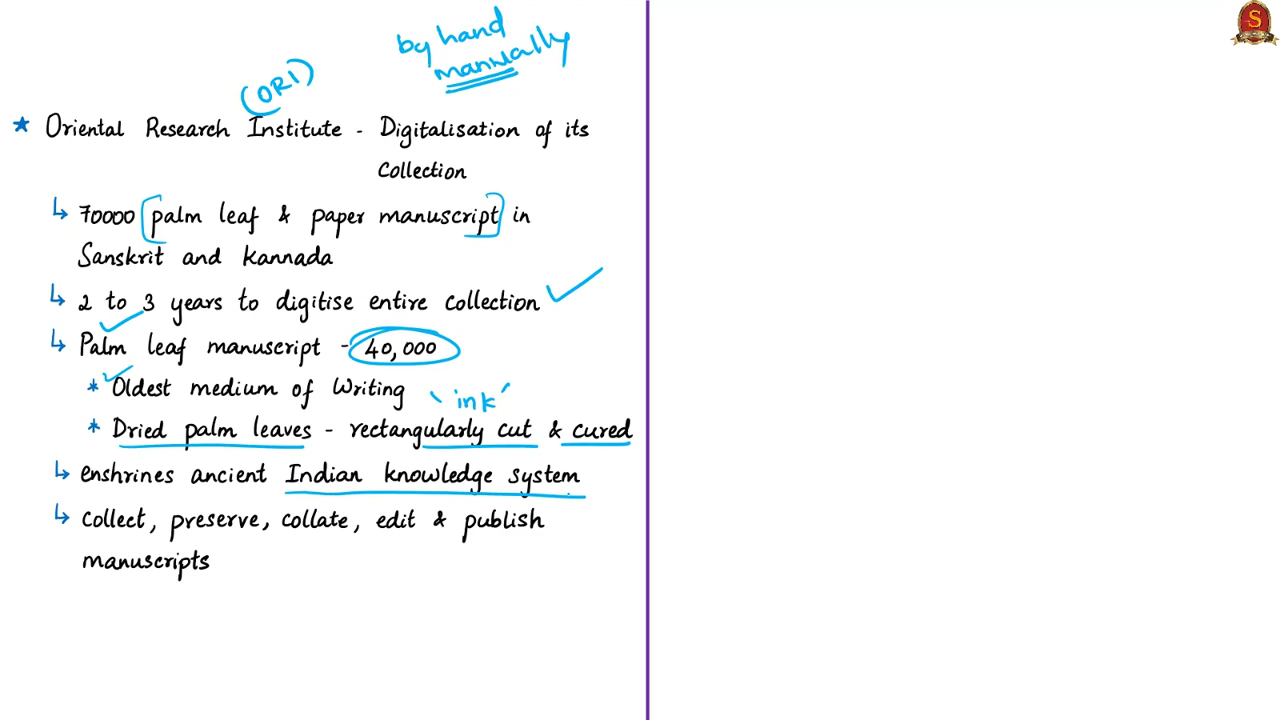 by hand
manually
(ORI)
* Oriental Research Institute - Digitalisation of its
Collection
↳ 70000 [palm leaf & paper manuscript] in
Sanskrit and Kannada
↳ 2 to 3 years to digitise entire collection ✓
↳ Palm leaf manuscript - 40,000
* Oldest medium of Writing
'ink'
* Dried palm leaves - rectangularly cut & cured
↳ enshrines ancient Indian knowledge system
↳ Collect, preserve, collate, edit & publish
manuscripts
S